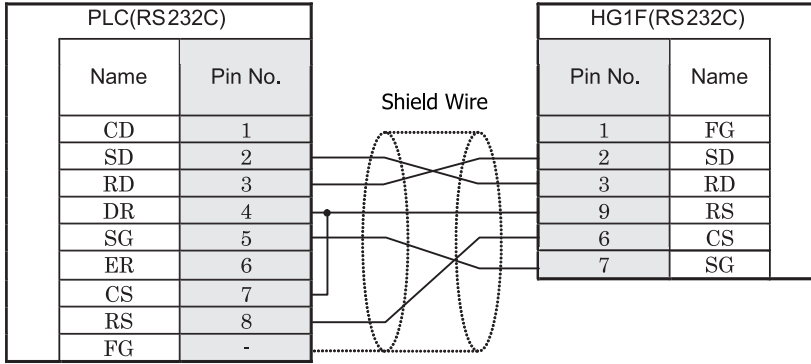 PLC(RS232C)
HG1F(RS232C)
Name Pin No.
Pin No. Name
Shield Wire
CD 1
1 FG
SD 2
2 SD
RD 3
3 RD
DR 4
9 RS
SG 5
6 CS
ER 6
7 SG
CS 7
RS 8
FG -